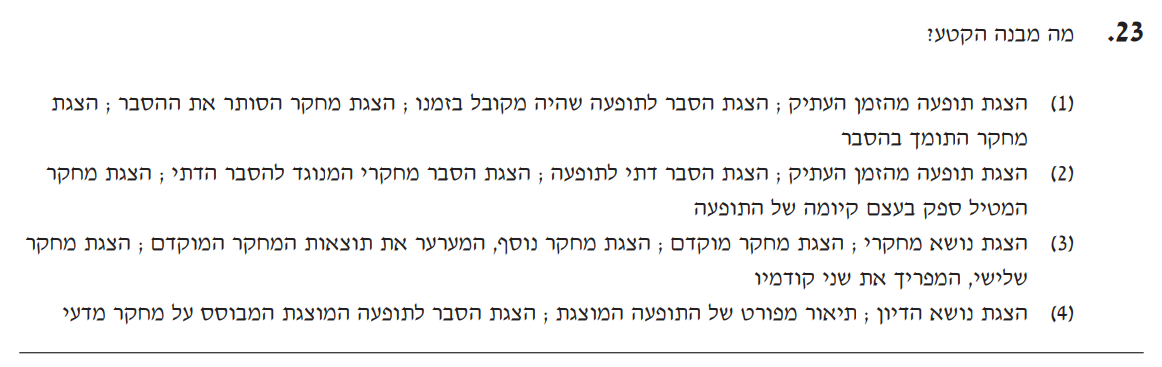 23. מה מבנה הקטע?
(1) הצגת תופעה מהזמן העתיק ; הצגת הסבר לתופעה שהיה מקובל בזמנו ; הצגת מחקר הסותר את ההסבר ; הצגת
מחקר התומך בהסבר
(2) הצגת תופעה מהזמן העתיק ; הצגת הסבר דתי לתופעה ; הצגת הסבר מחקרי המנוגד להסבר הדתי ; הצגת מחקר
המטיל ספק בעצם קיומה של התופעה
(3) הצגת נושא מחקרי ; הצגת מחקר מוקדם ; הצגת מחקר נוסף, המערער את תוצאות המחקר המוקדם ; הצגת מחקר
שלישי, המפריך את שני קודמיו
(4) הצגת נושא הדיון ; תיאור מפורט של התופעה המוצגת ; הצגת הסבר לתופעה המוצגת המבוסס על מחקר מדעי